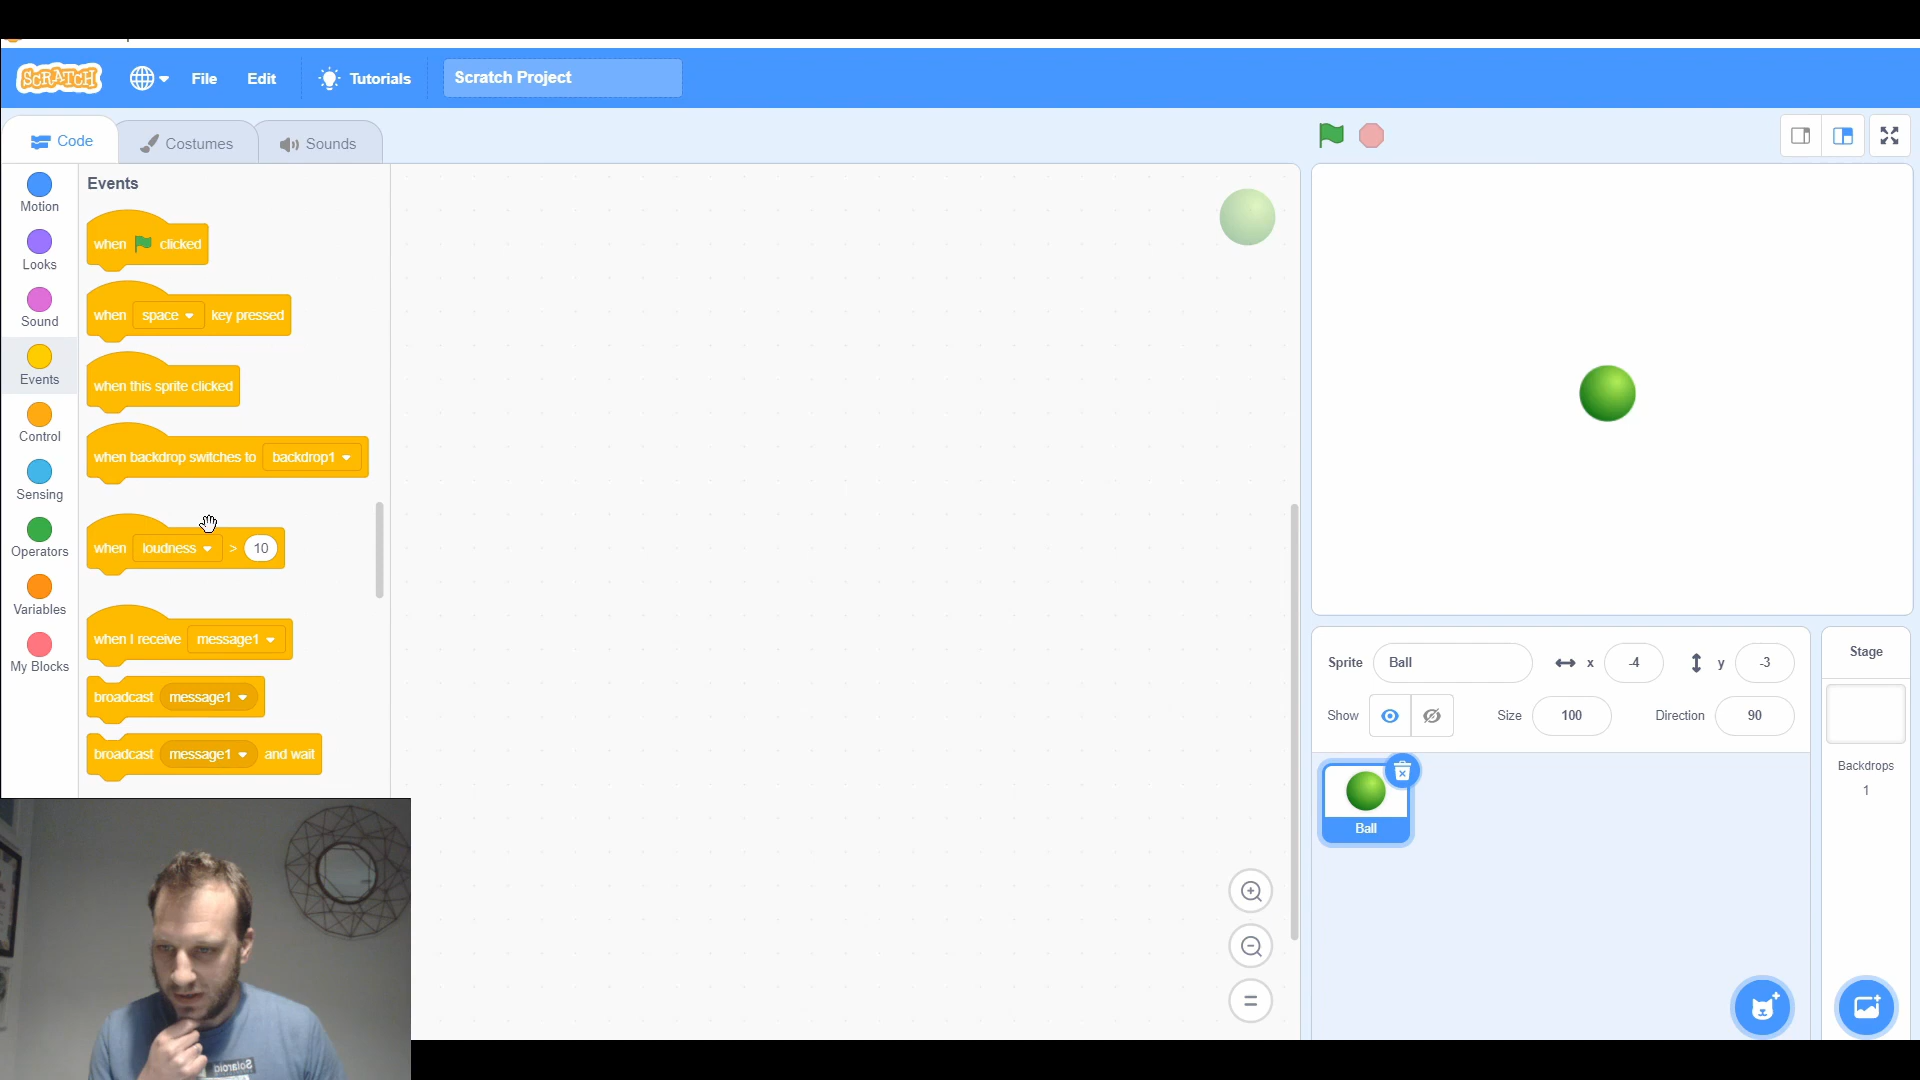 SCRATCH File Edit Tutorials Scratch Project
Code Costumes Sounds
Motion
Looks
Sound
Events
Control
Sensing
Operators
Variables
My Blocks
Events
when clicked
when space key pressed
when this sprite clicked
when backdrop switches to backdrop1
when loudness > 10
when I receive message1
broadcast message1
broadcast message1 and wait
Sprite Ball x -4 y -3
Show Size 100 Direction 90
Ball
Stage
Backdrops
1